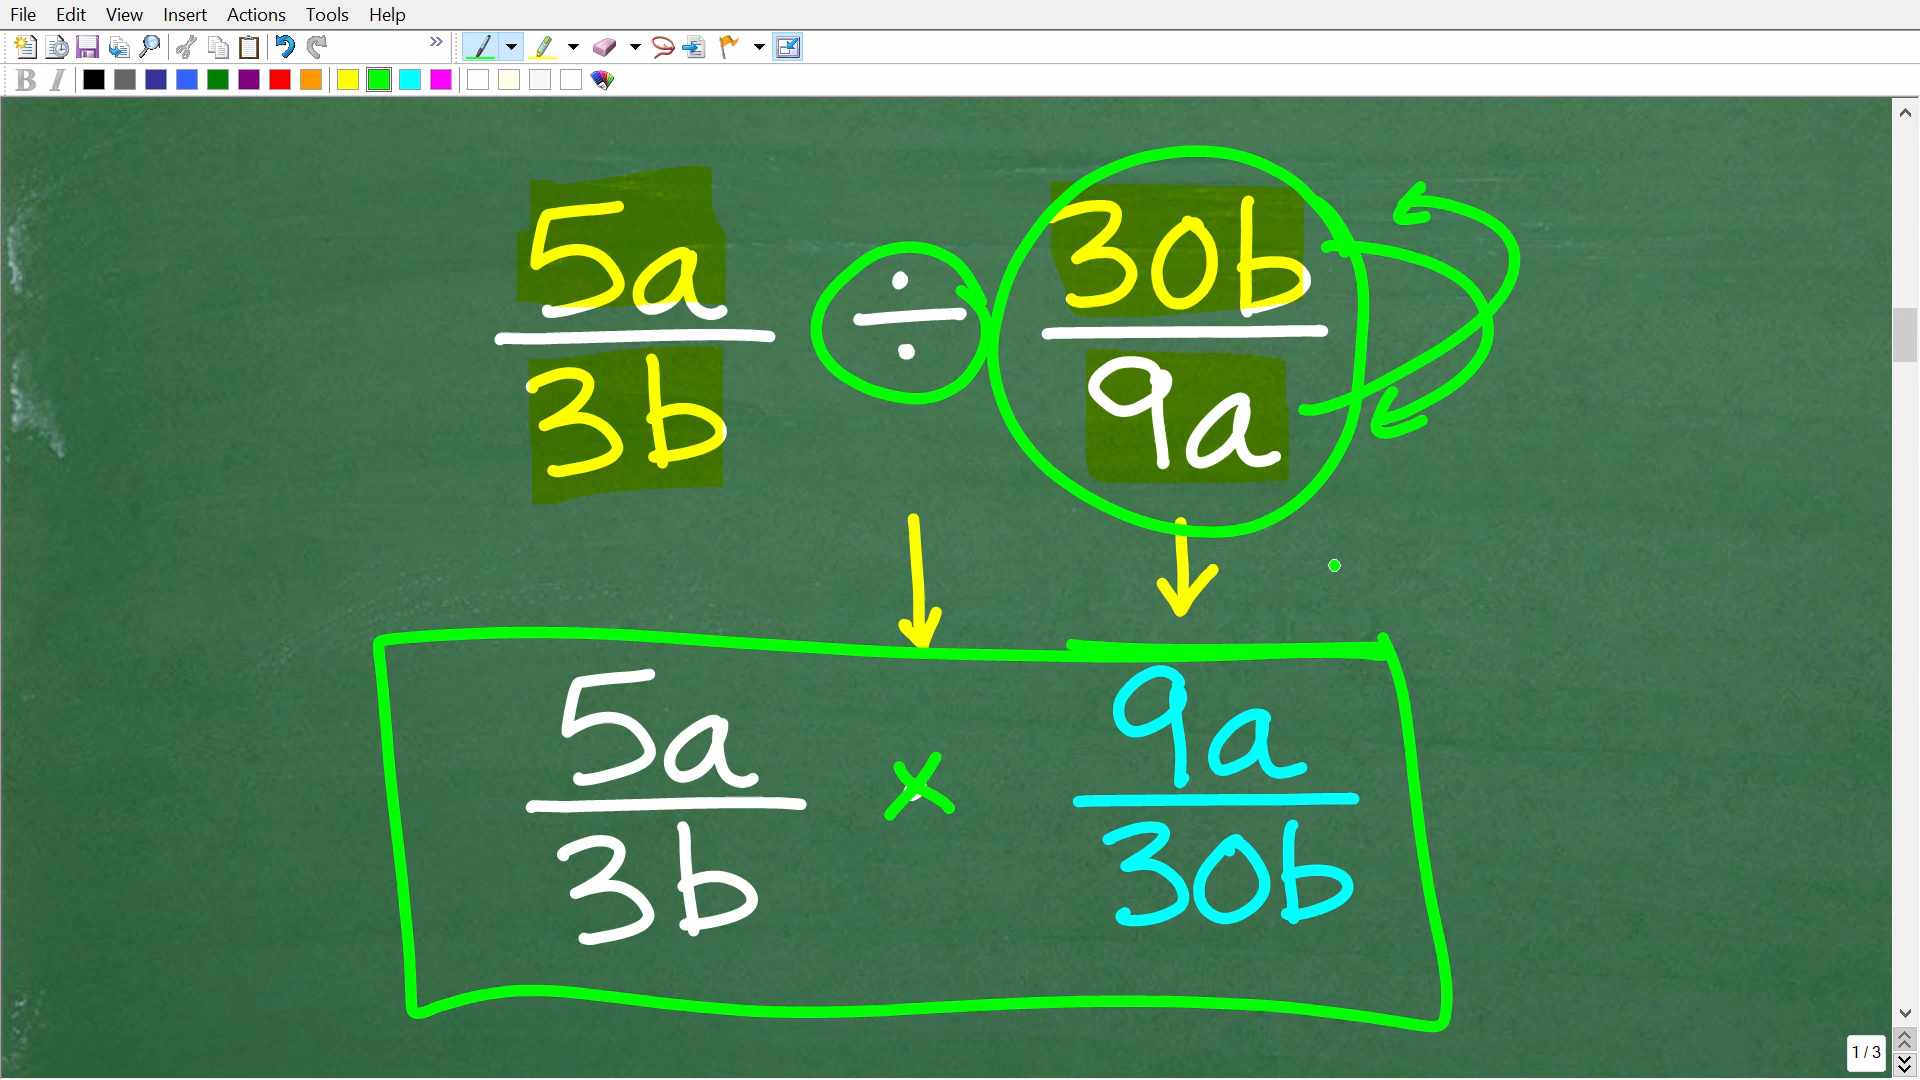 File Edit View Insert Actions Tools Help
B I
5a ÷ 30b
3b 9a
5a × 9a
3b 30b
1 / 3